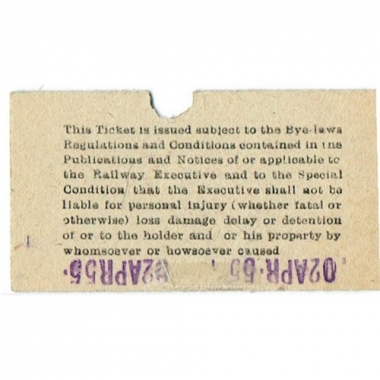 This Ticket is issued subject to the Bye-laws
Regulations and Conditions contained in the
Publications and Notices of or applicable to
the Railway Executive and to the Special
Condition that the Executive shall not be
liable for personal injury (whether fatal or
otherwise) loss damage delay or detention
of or to the holder and or his property by
whomsoever or howsoever caused
02APR55 02APR55